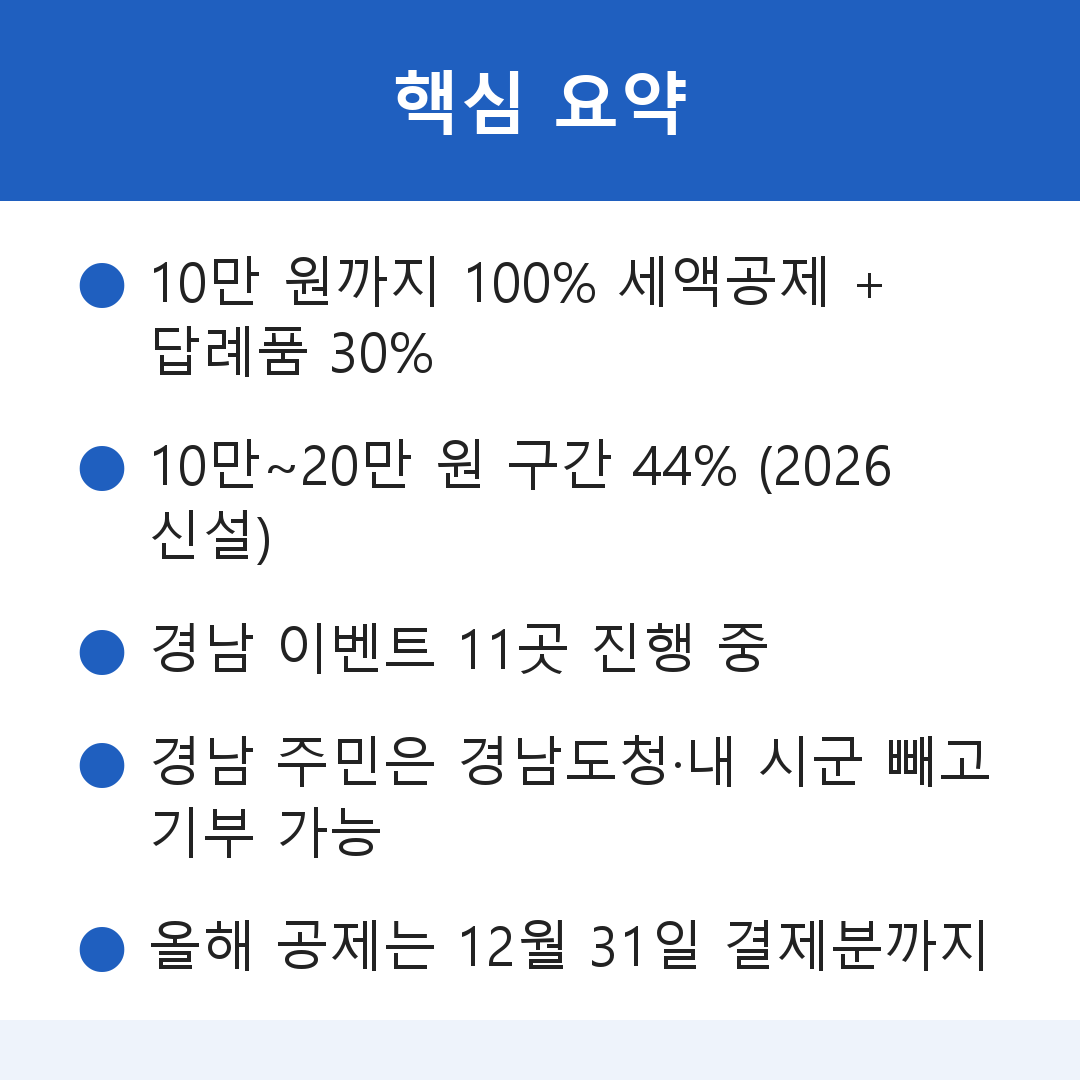 핵심 요약
10만 원까지 100% 세액공제 +
답례품 30%
10만~20만 원 구간 44% (2026
신설)
경남 이벤트 11곳 진행 중
경남 주민은 경남도청·내 시군 빼고
기부 가능
올해 공제는 12월 31일 결제분까지